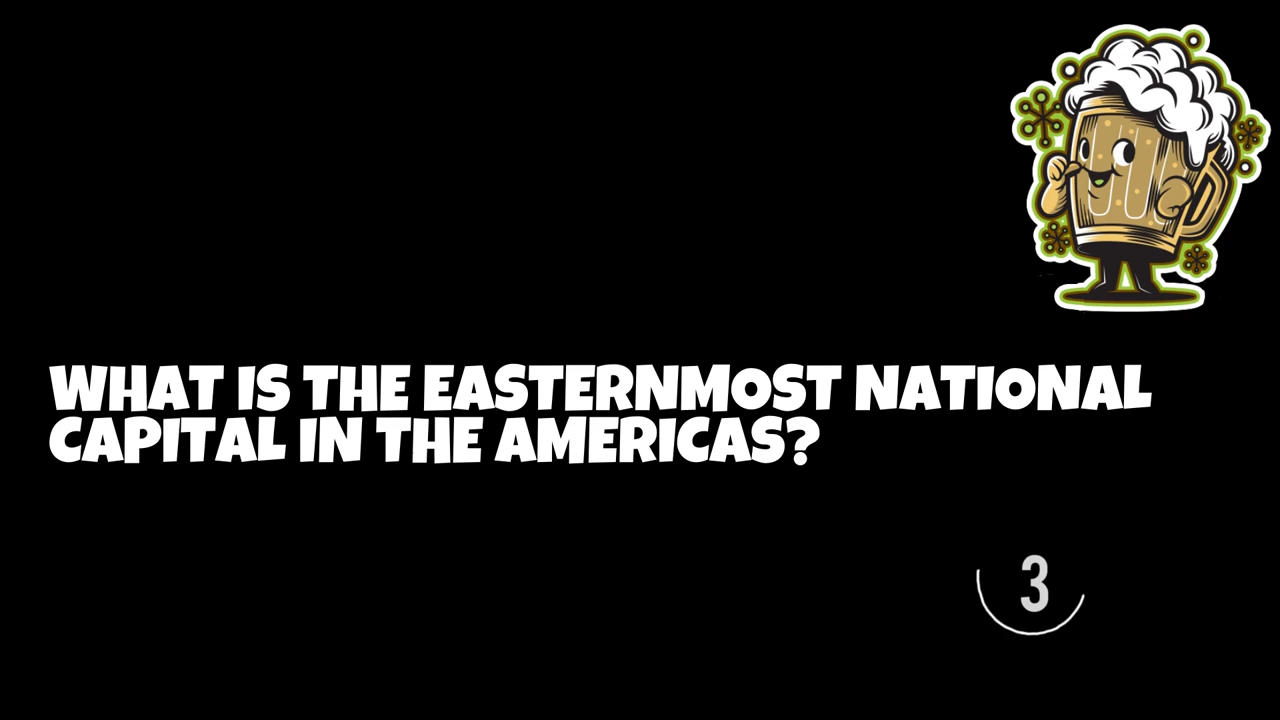 WHAT IS THE EASTERNMOST NATIONAL
CAPITAL IN THE AMERICAS?
3